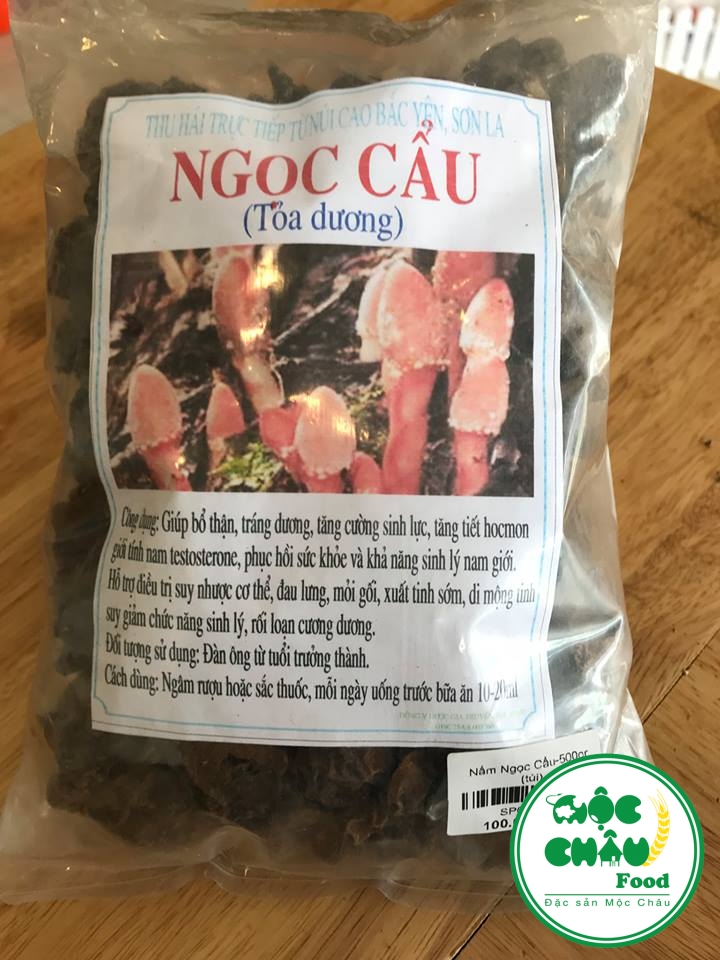 THU HÁI TRỰC TIẾP TỪ NÚI CAO BẮC YÊN, SƠN LA
NGỌC CẨU
(Tỏa dương)
Công dụng: Giúp bổ thận, tráng dương, tăng cường sinh lực, tăng tiết hocmon
giới tính nam testosterone, phục hồi sức khỏe và khả năng sinh lý nam giới.
Hỗ trợ điều trị suy nhược cơ thể, đau lưng, mỏi gối, xuất tinh sớm, di mộng tinh
suy giảm chức năng sinh lý, rối loạn cương dương.
Đối tượng sử dụng: Đàn ông từ tuổi trưởng thành.
Cách dùng: Ngâm rượu hoặc sắc thuốc, mỗi ngày uống trước bữa ăn 10-20ml
Nấm Ngọc Cẩu-500gr
(túi)
MỘC
CHÂU
Food
Đặc sản Mộc Châu